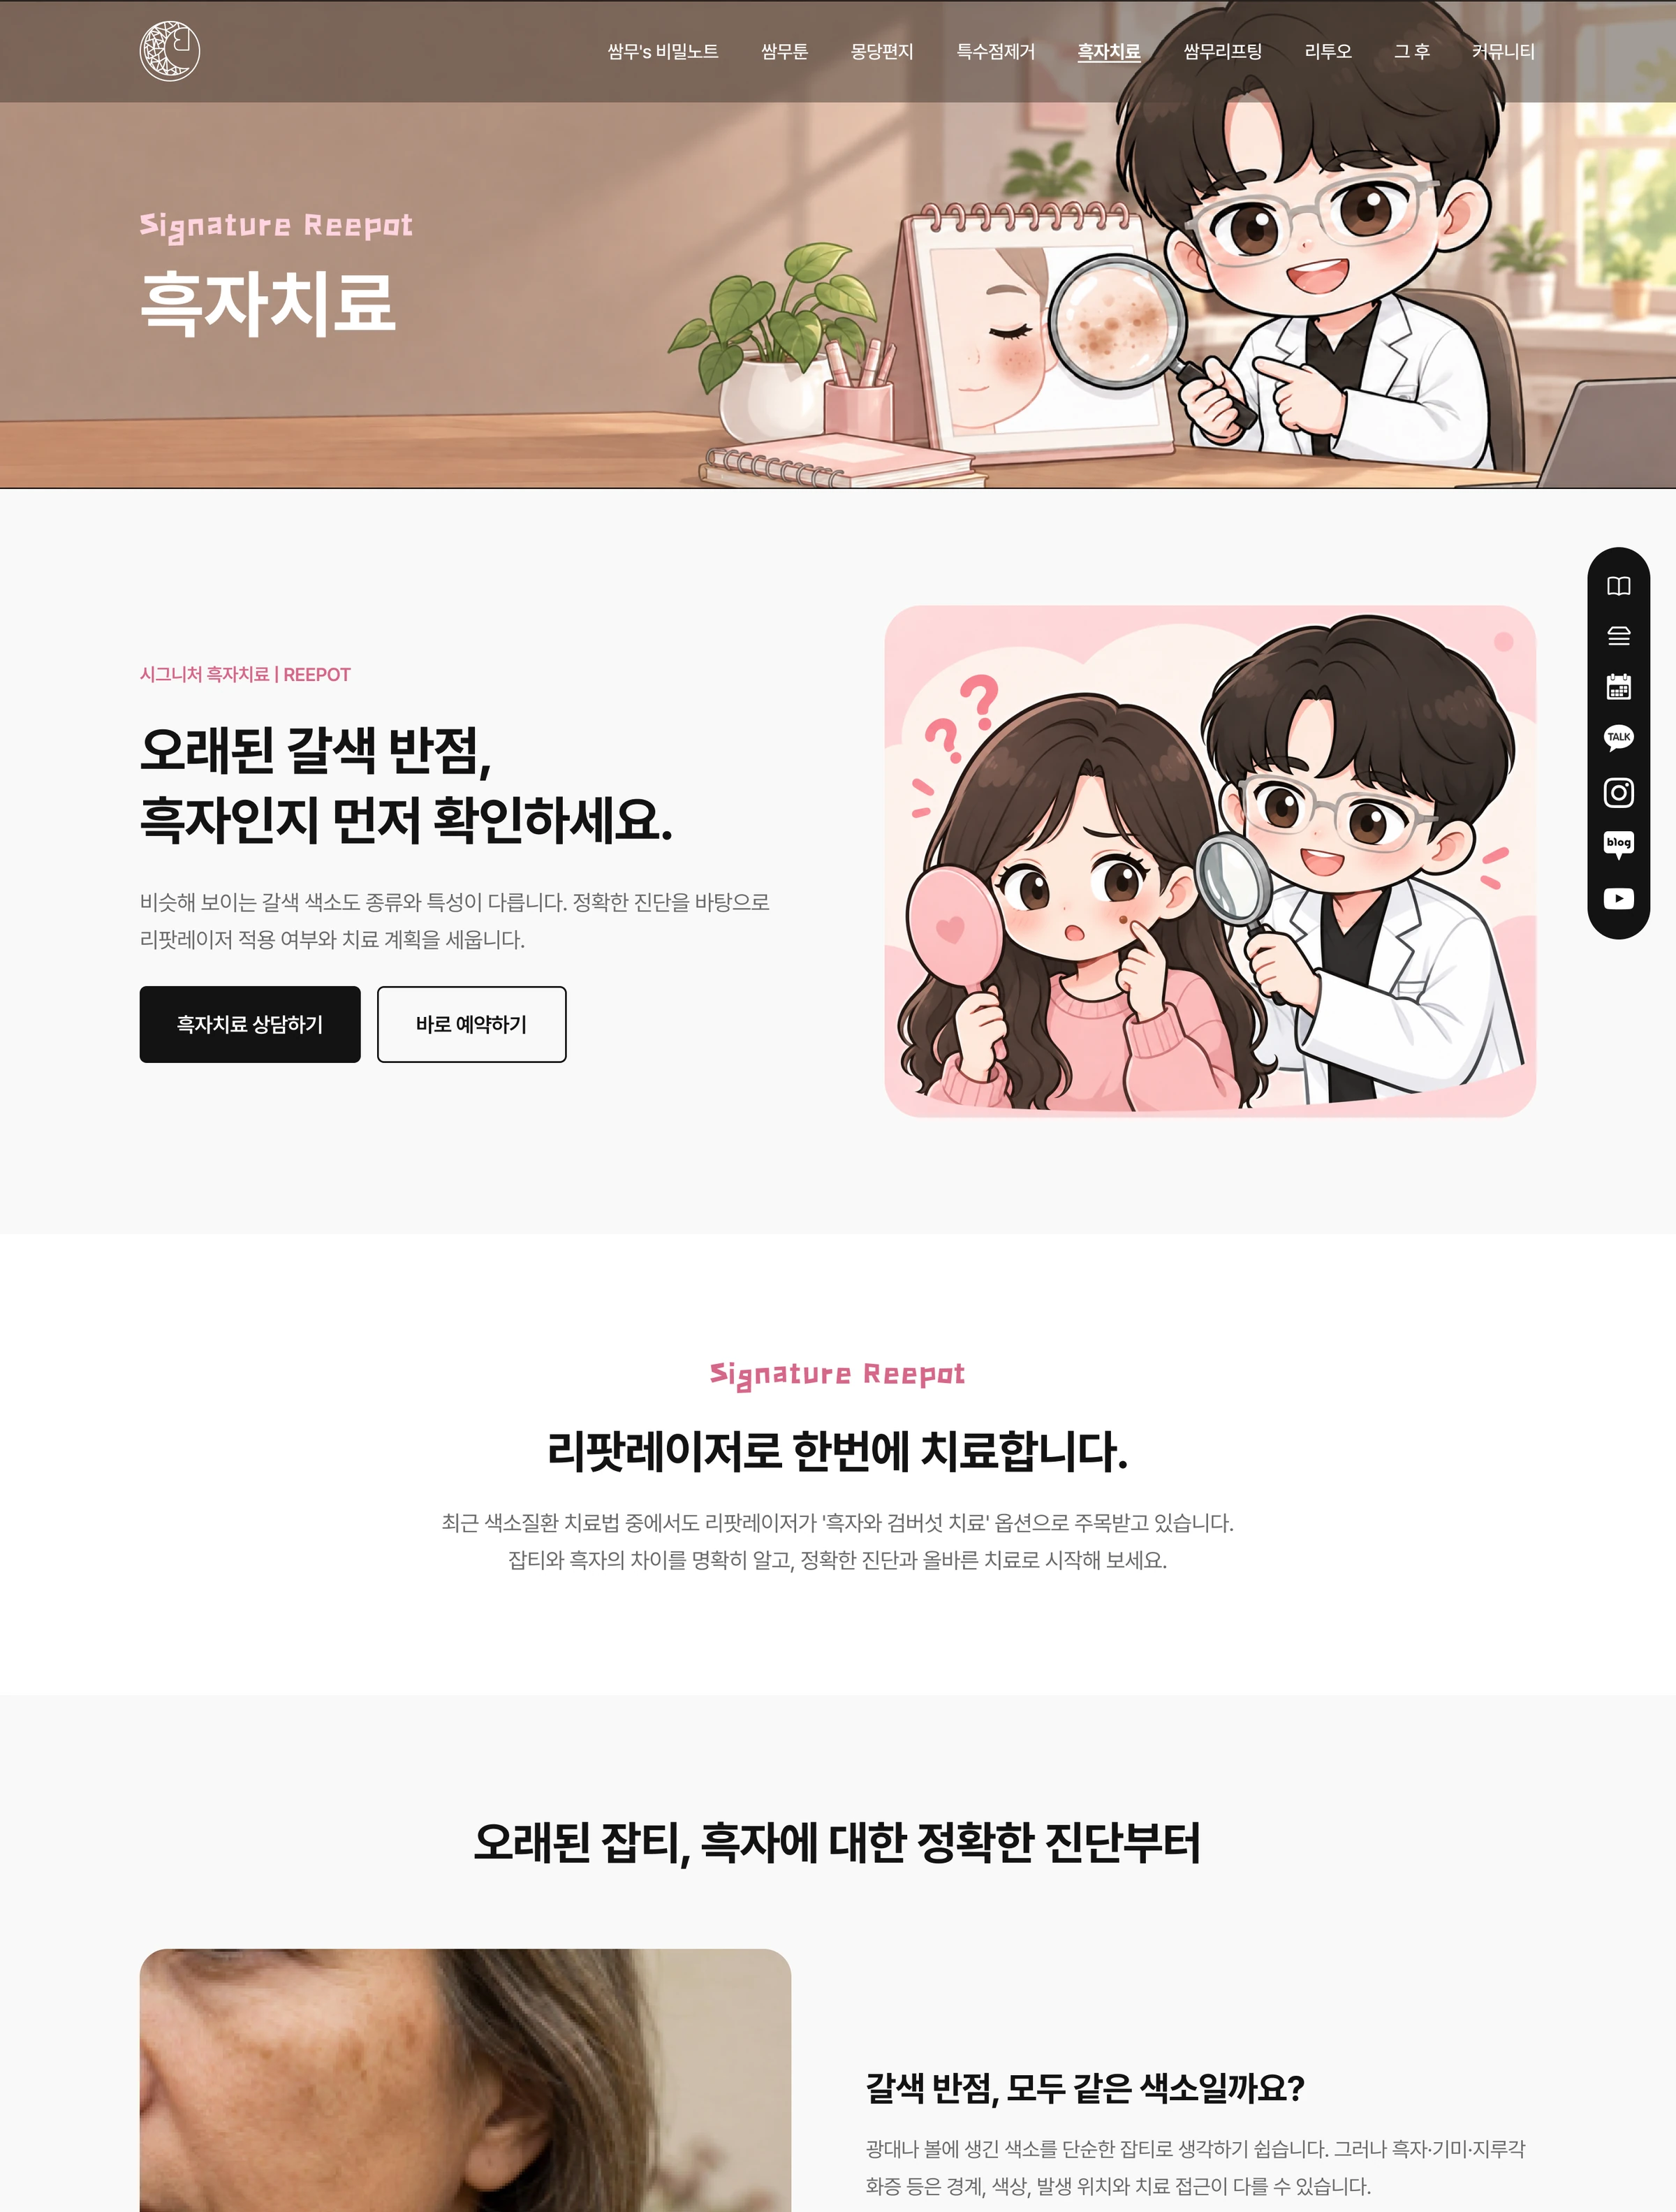 쌈무's 비밀노트 쌈무툰 몽당편지 특수점제거 흑자치료 쌈무리프팅 리투오 그 후 커뮤니티
Signature Reepot
흑자치료
시그니처 흑자치료 | REEPOT
오래된 갈색 반점,
흑자인지 먼저 확인하세요.
비슷해 보이는 갈색 색소도 종류와 특성이 다릅니다. 정확한 진단을 바탕으로
리팟레이저 적용 여부와 치료 계획을 세웁니다.
흑자치료 상담하기 바로 예약하기
??
TALK
blog
Signature Reepot
리팟레이저로 한번에 치료합니다.
최근 색소질환 치료법 중에서도 리팟레이저가 '흑자와 검버섯 치료' 옵션으로 주목받고 있습니다.
잡티와 흑자의 차이를 명확히 알고, 정확한 진단과 올바른 치료로 시작해 보세요.
오래된 잡티, 흑자에 대한 정확한 진단부터
갈색 반점, 모두 같은 색소일까요?
광대나 볼에 생긴 색소를 단순한 잡티로 생각하기 쉽습니다. 그러나 흑자·기미·지루각
화증 등은 경계, 색상, 발생 위치와 치료 접근이 다를 수 있습니다.